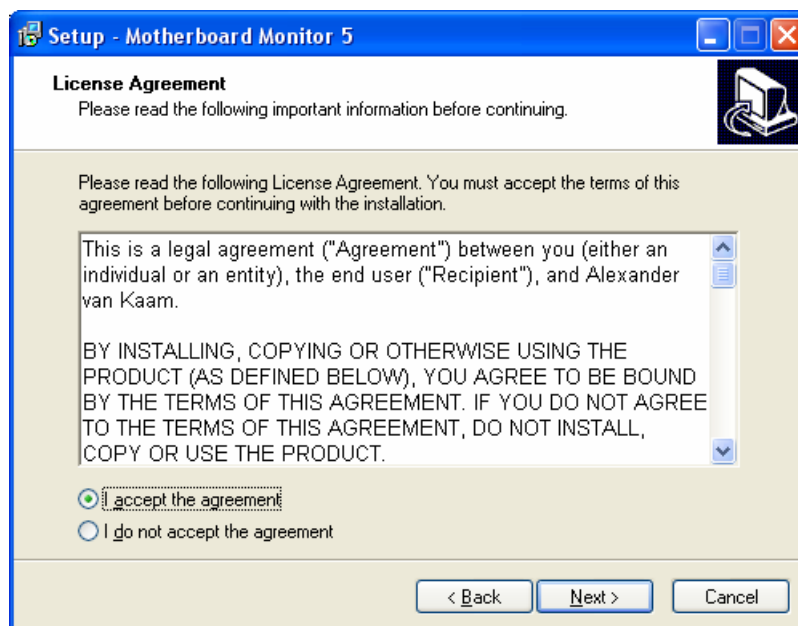 Setup - Motherboard Monitor 5
License Agreement
Please read the following important information before continuing.
Please read the following License Agreement. You must accept the terms of this
agreement before continuing with the installation.
This is a legal agreement ("Agreement") between you (either an
individual or an entity), the end user ("Recipient"), and Alexander
van Kaam.
BY INSTALLING, COPYING OR OTHERWISE USING THE
PRODUCT (AS DEFINED BELOW), YOU AGREE TO BE BOUND
BY THE TERMS OF THIS AGREEMENT. IF YOU DO NOT AGREE
TO THE TERMS OF THIS AGREEMENT, DO NOT INSTALL,
COPY OR USE THE PRODUCT.
I accept the agreement
I do not accept the agreement
< Back Next > Cancel